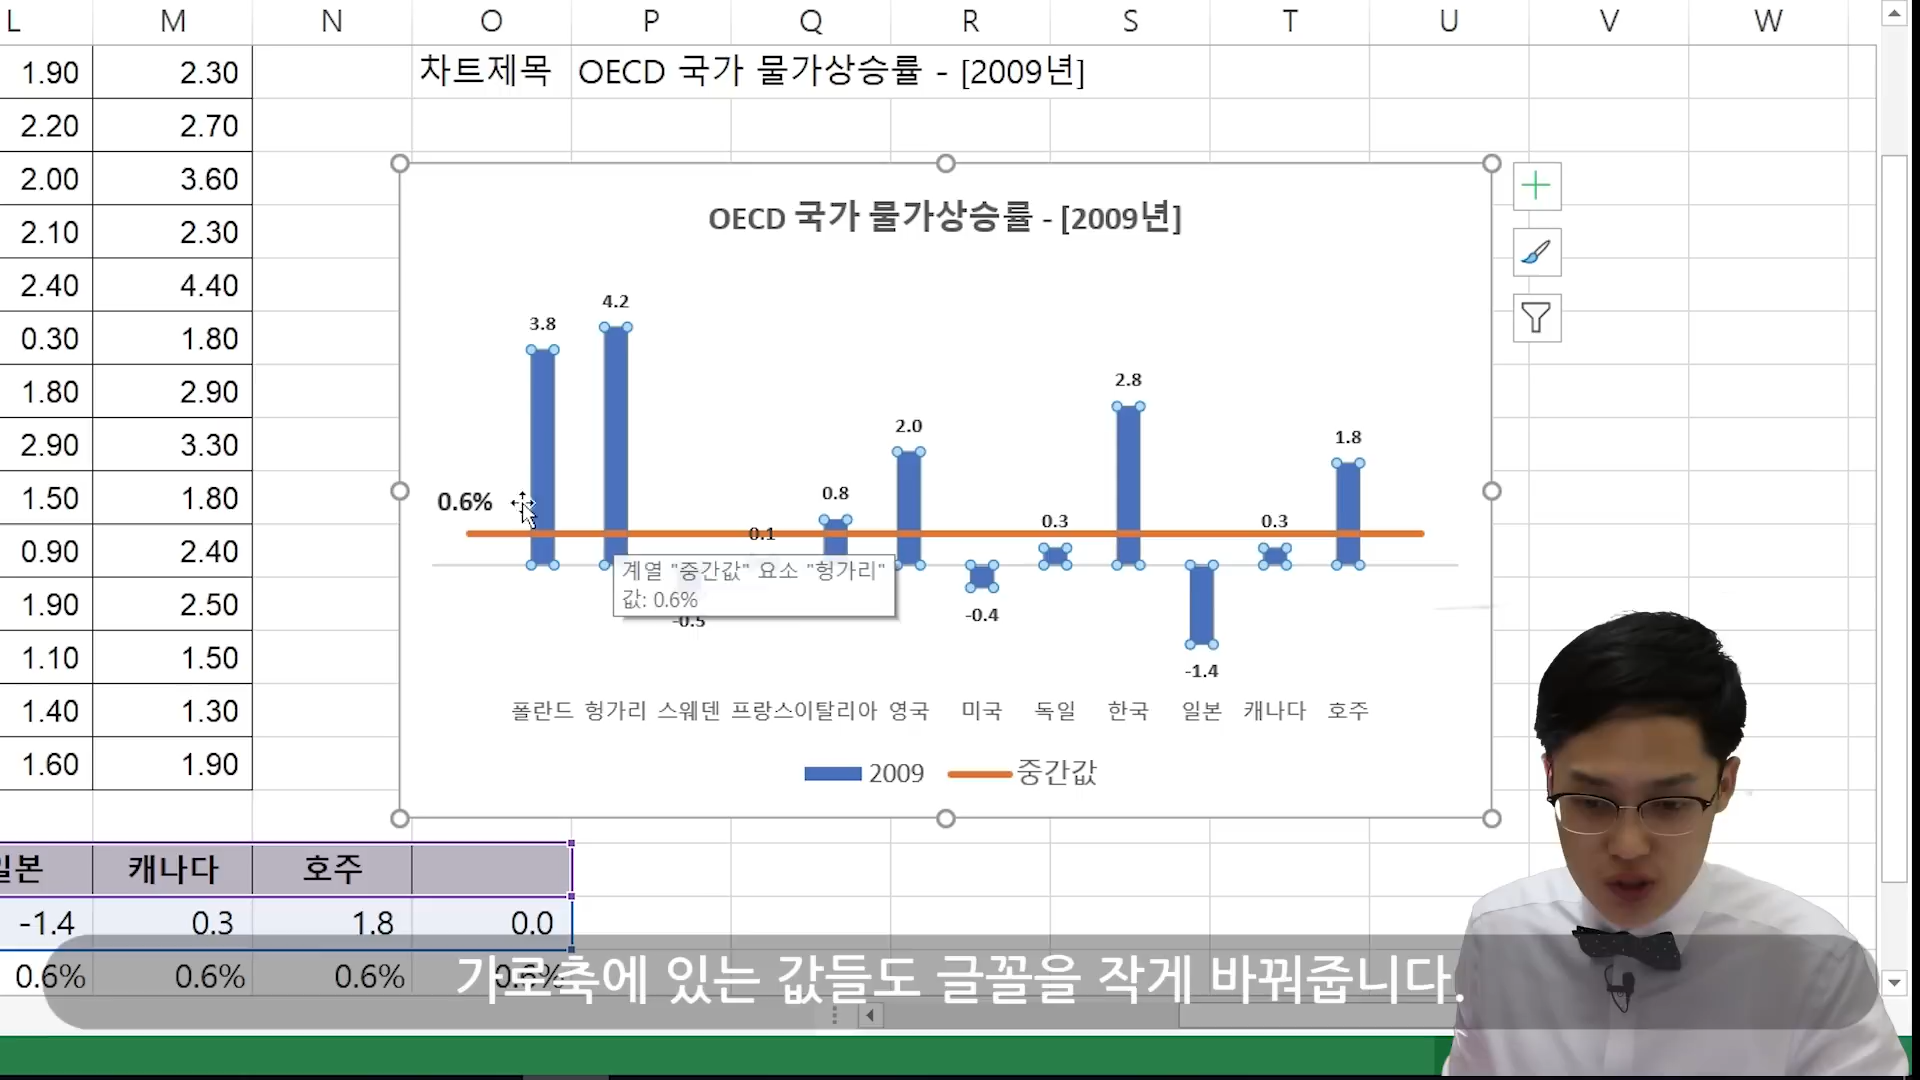 L M N O P Q R S T U V W
1.90 2.30 차트제목 OECD 국가 물가상승률 - [2009년]
2.20 2.70
2.00 3.60
2.10 2.30
2.40 4.40
0.30 1.80
1.80 2.90
2.90 3.30
1.50 1.80
0.90 2.40
1.90 2.50
1.10 1.50
1.40 1.30
1.60 1.90
OECD 국가 물가상승률 - [2009년]
4.2
3.8
2.8
2.0
1.8
0.8
0.6%
0.3 0.3
0.1
계열 "중간값" 요소 "헝가리"
값: 0.6%
-0.5
-0.4
-1.4
폴란드 헝가리 스웨덴 프랑스 이탈리아 영국 미국 독일 한국 일본 캐나다 호주
2009 중간값
일본 캐나다 호주
-1.4 0.3 1.8 0.0
0.6% 0.6% 0.6% 0.6%
가로축에 있는 값들도 글꼴을 작게 바꿔줍니다.